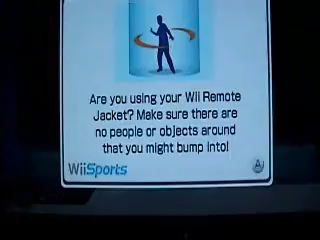 Are you using your Wii Remote
Jacket? Make sure there are
no people or objects around
that you might bump into!
WiiSports
A